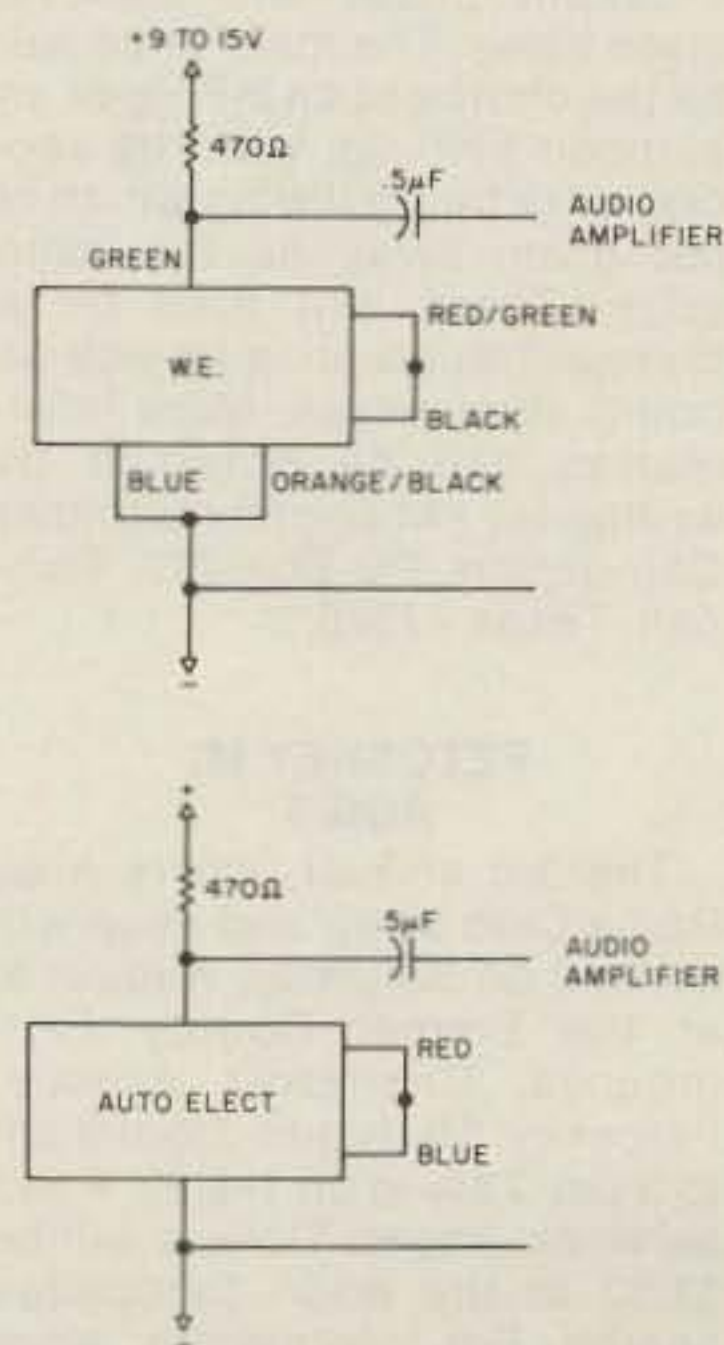 +9 TO 15V
470Ω
.5µF
AUDIO
AMPLIFIER
GREEN
RED/GREEN
W.E.
BLACK
BLUE
ORANGE/BLACK
−
+
470Ω
.5µF
AUDIO
AMPLIFIER
RED
AUTO ELECT
BLUE